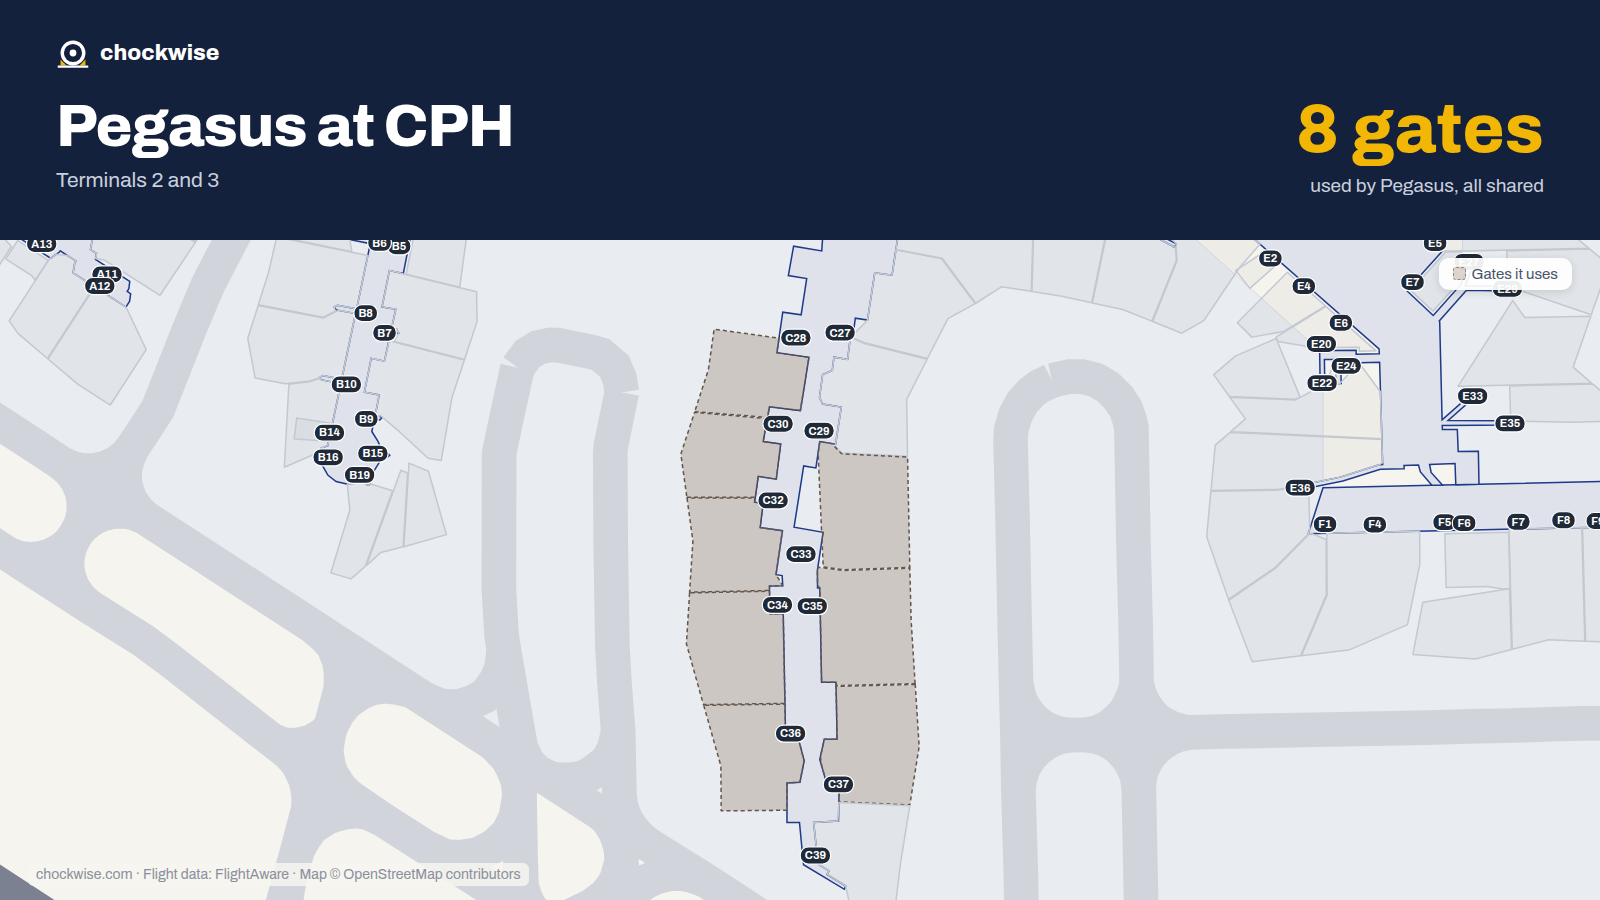 chockwise
Pegasus at CPH
Terminals 2 and 3
8 gates
used by Pegasus, all shared
A13
B6
B5
E5
E2
A11
A12
E4
E7
Gates it uses
B8
B7
C28
C27
E6
E20
E24
E22
B10
E33
B9
C30
C29
E35
B14
B15
B16
B19
C32
E36
F1
F4
F5
F6
F7
F8
C33
C34
C35
C36
C37
C39
chockwise.com · Flight data: FlightAware · Map © OpenStreetMap contributors